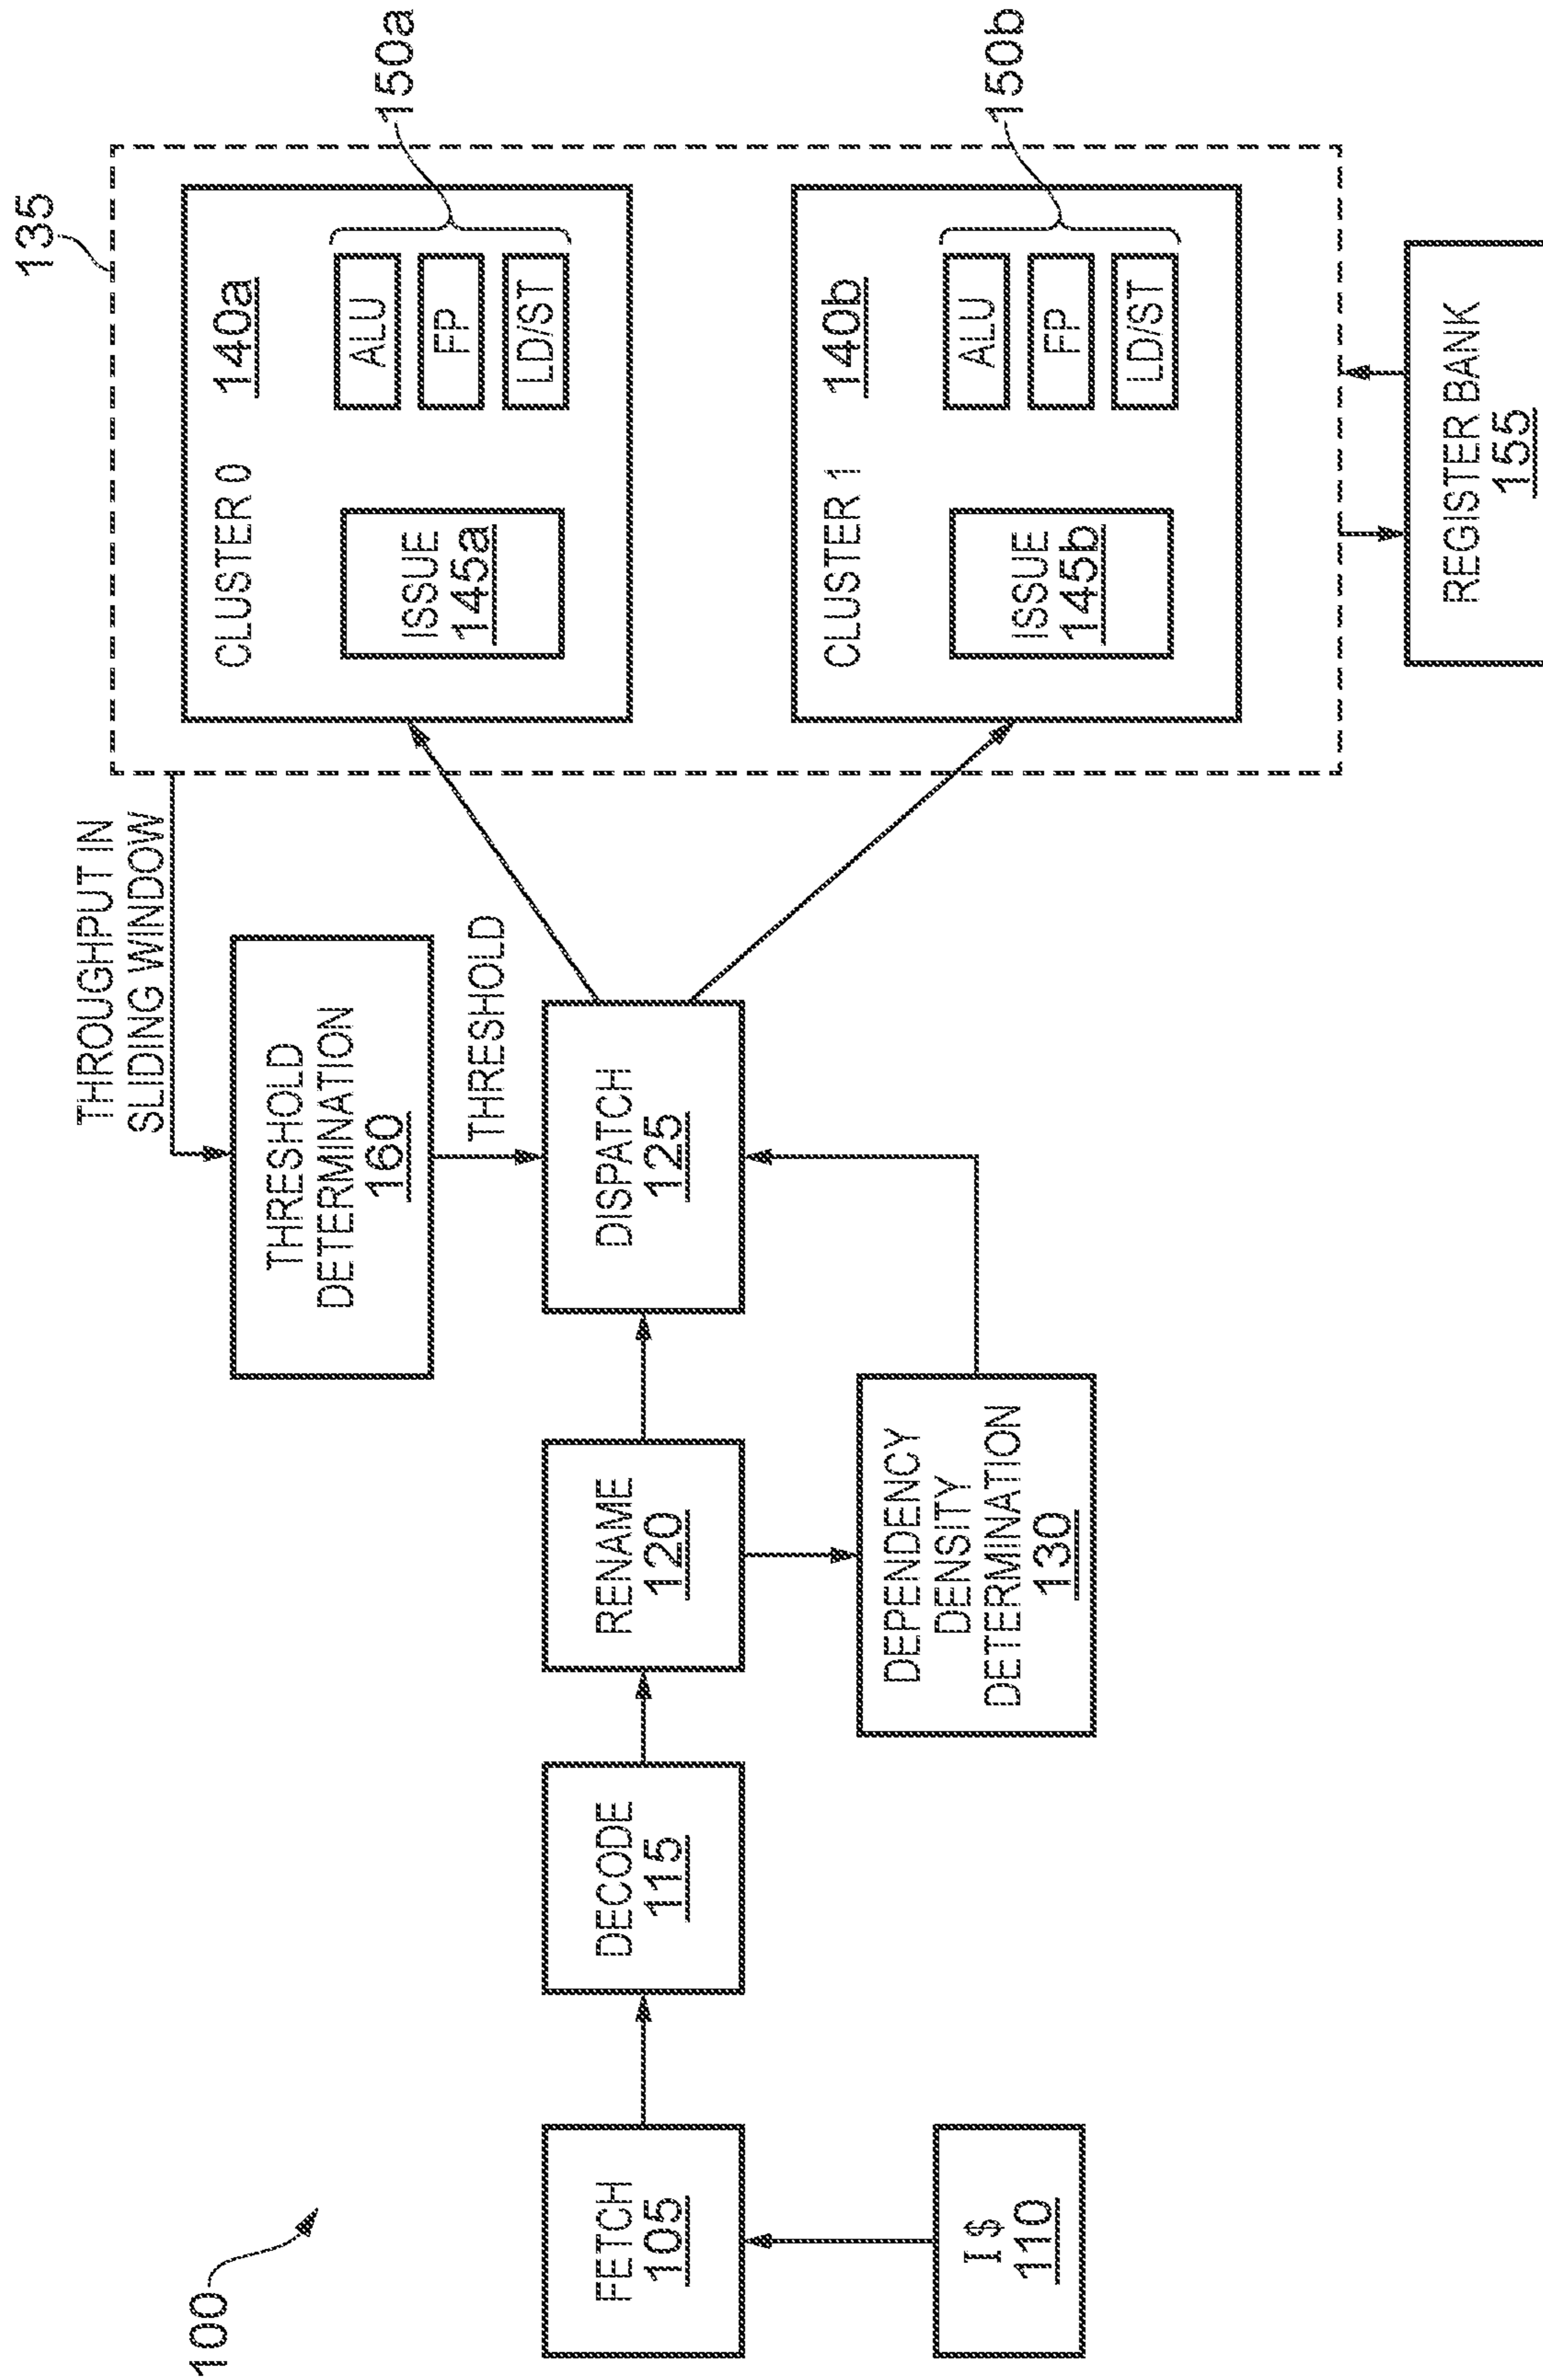 100
FETCH
105
I$
110
DECODE
115
RENAME
120
DEPENDENCY
DENSITY
DETERMINATION
130
THROUGHPUT IN
SLIDING WINDOW
THRESHOLD
DETERMINATION
160
THRESHOLD
DISPATCH
125
135
CLUSTER 0
140a
ISSUE
145a
ALU
FP
LD/ST
150a
CLUSTER 1
140b
ISSUE
145b
ALU
FP
LD/ST
150b
REGISTER BANK
155